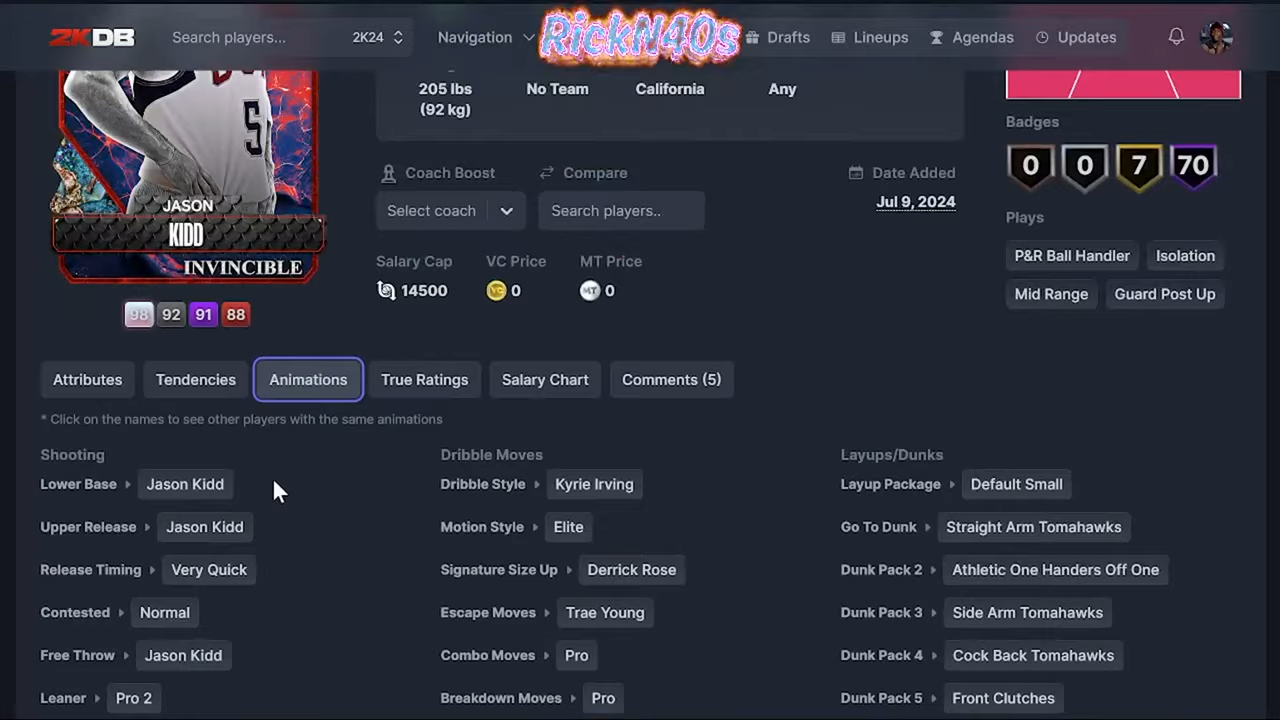 2KDB
Search players...
2K24
Navigation
RickN40s
Drafts
Lineups
Agendas
Updates
5
JASON
KIDD
INVINCIBLE
98 92 91 88
205 lbs
(92 kg)
No Team
California
Any
Coach Boost
Compare
Date Added
Select coach
Search players..
Jul 9, 2024
Salary Cap
VC Price
MT Price
14500
VC 0
MT 0
Badges
0 0 7 70
Plays
P&R Ball Handler
Isolation
Mid Range
Guard Post Up
Attributes
Tendencies
Animations
True Ratings
Salary Chart
Comments (5)
* Click on the names to see other players with the same animations
Shooting
Lower Base Jason Kidd
Upper Release Jason Kidd
Release Timing Very Quick
Contested Normal
Free Throw Jason Kidd
Leaner Pro 2
Dribble Moves
Dribble Style Kyrie Irving
Motion Style Elite
Signature Size Up Derrick Rose
Escape Moves Trae Young
Combo Moves Pro
Breakdown Moves Pro
Layups/Dunks
Layup Package Default Small
Go To Dunk Straight Arm Tomahawks
Dunk Pack 2 Athletic One Handers Off One
Dunk Pack 3 Side Arm Tomahawks
Dunk Pack 4 Cock Back Tomahawks
Dunk Pack 5 Front Clutches